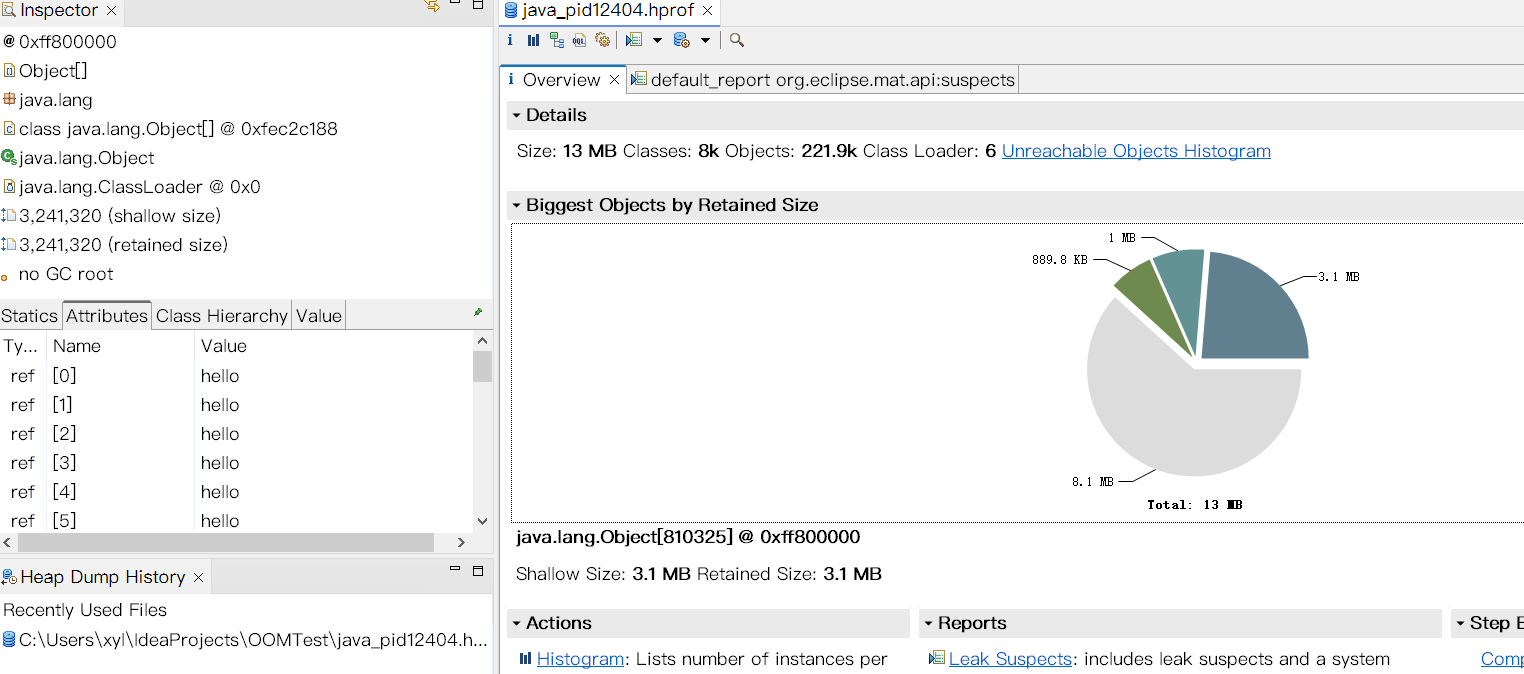 Inspector
@ 0xff800000
Object[]
java.lang
class java.lang.Object[] @ 0xfec2c188
java.lang.Object
java.lang.ClassLoader @ 0x0
3,241,320 (shallow size)
3,241,320 (retained size)
no GC root
Statics Attributes Class Hierarchy Value
Ty... Name Value
ref [0] hello
ref [1] hello
ref [2] hello
ref [3] hello
ref [4] hello
ref [5] hello
Heap Dump History
Recently Used Files
C:\Users\xyl\IdeaProjects\OOMTest\java_pid12404.h...
java_pid12404.hprof
Overview default_report org.eclipse.mat.api:suspects
Details
Size: 13 MB Classes: 8k Objects: 221.9k Class Loader: 6 Unreachable Objects Histogram
Biggest Objects by Retained Size
1 MB
889.8 KB
3.1 MB
8.1 MB
Total: 13 MB
java.lang.Object[810325] @ 0xff800000
Shallow Size: 3.1 MB Retained Size: 3.1 MB
Actions
Histogram: Lists number of instances per
Reports
Leak Suspects: includes leak suspects and a system
Step E
Comp